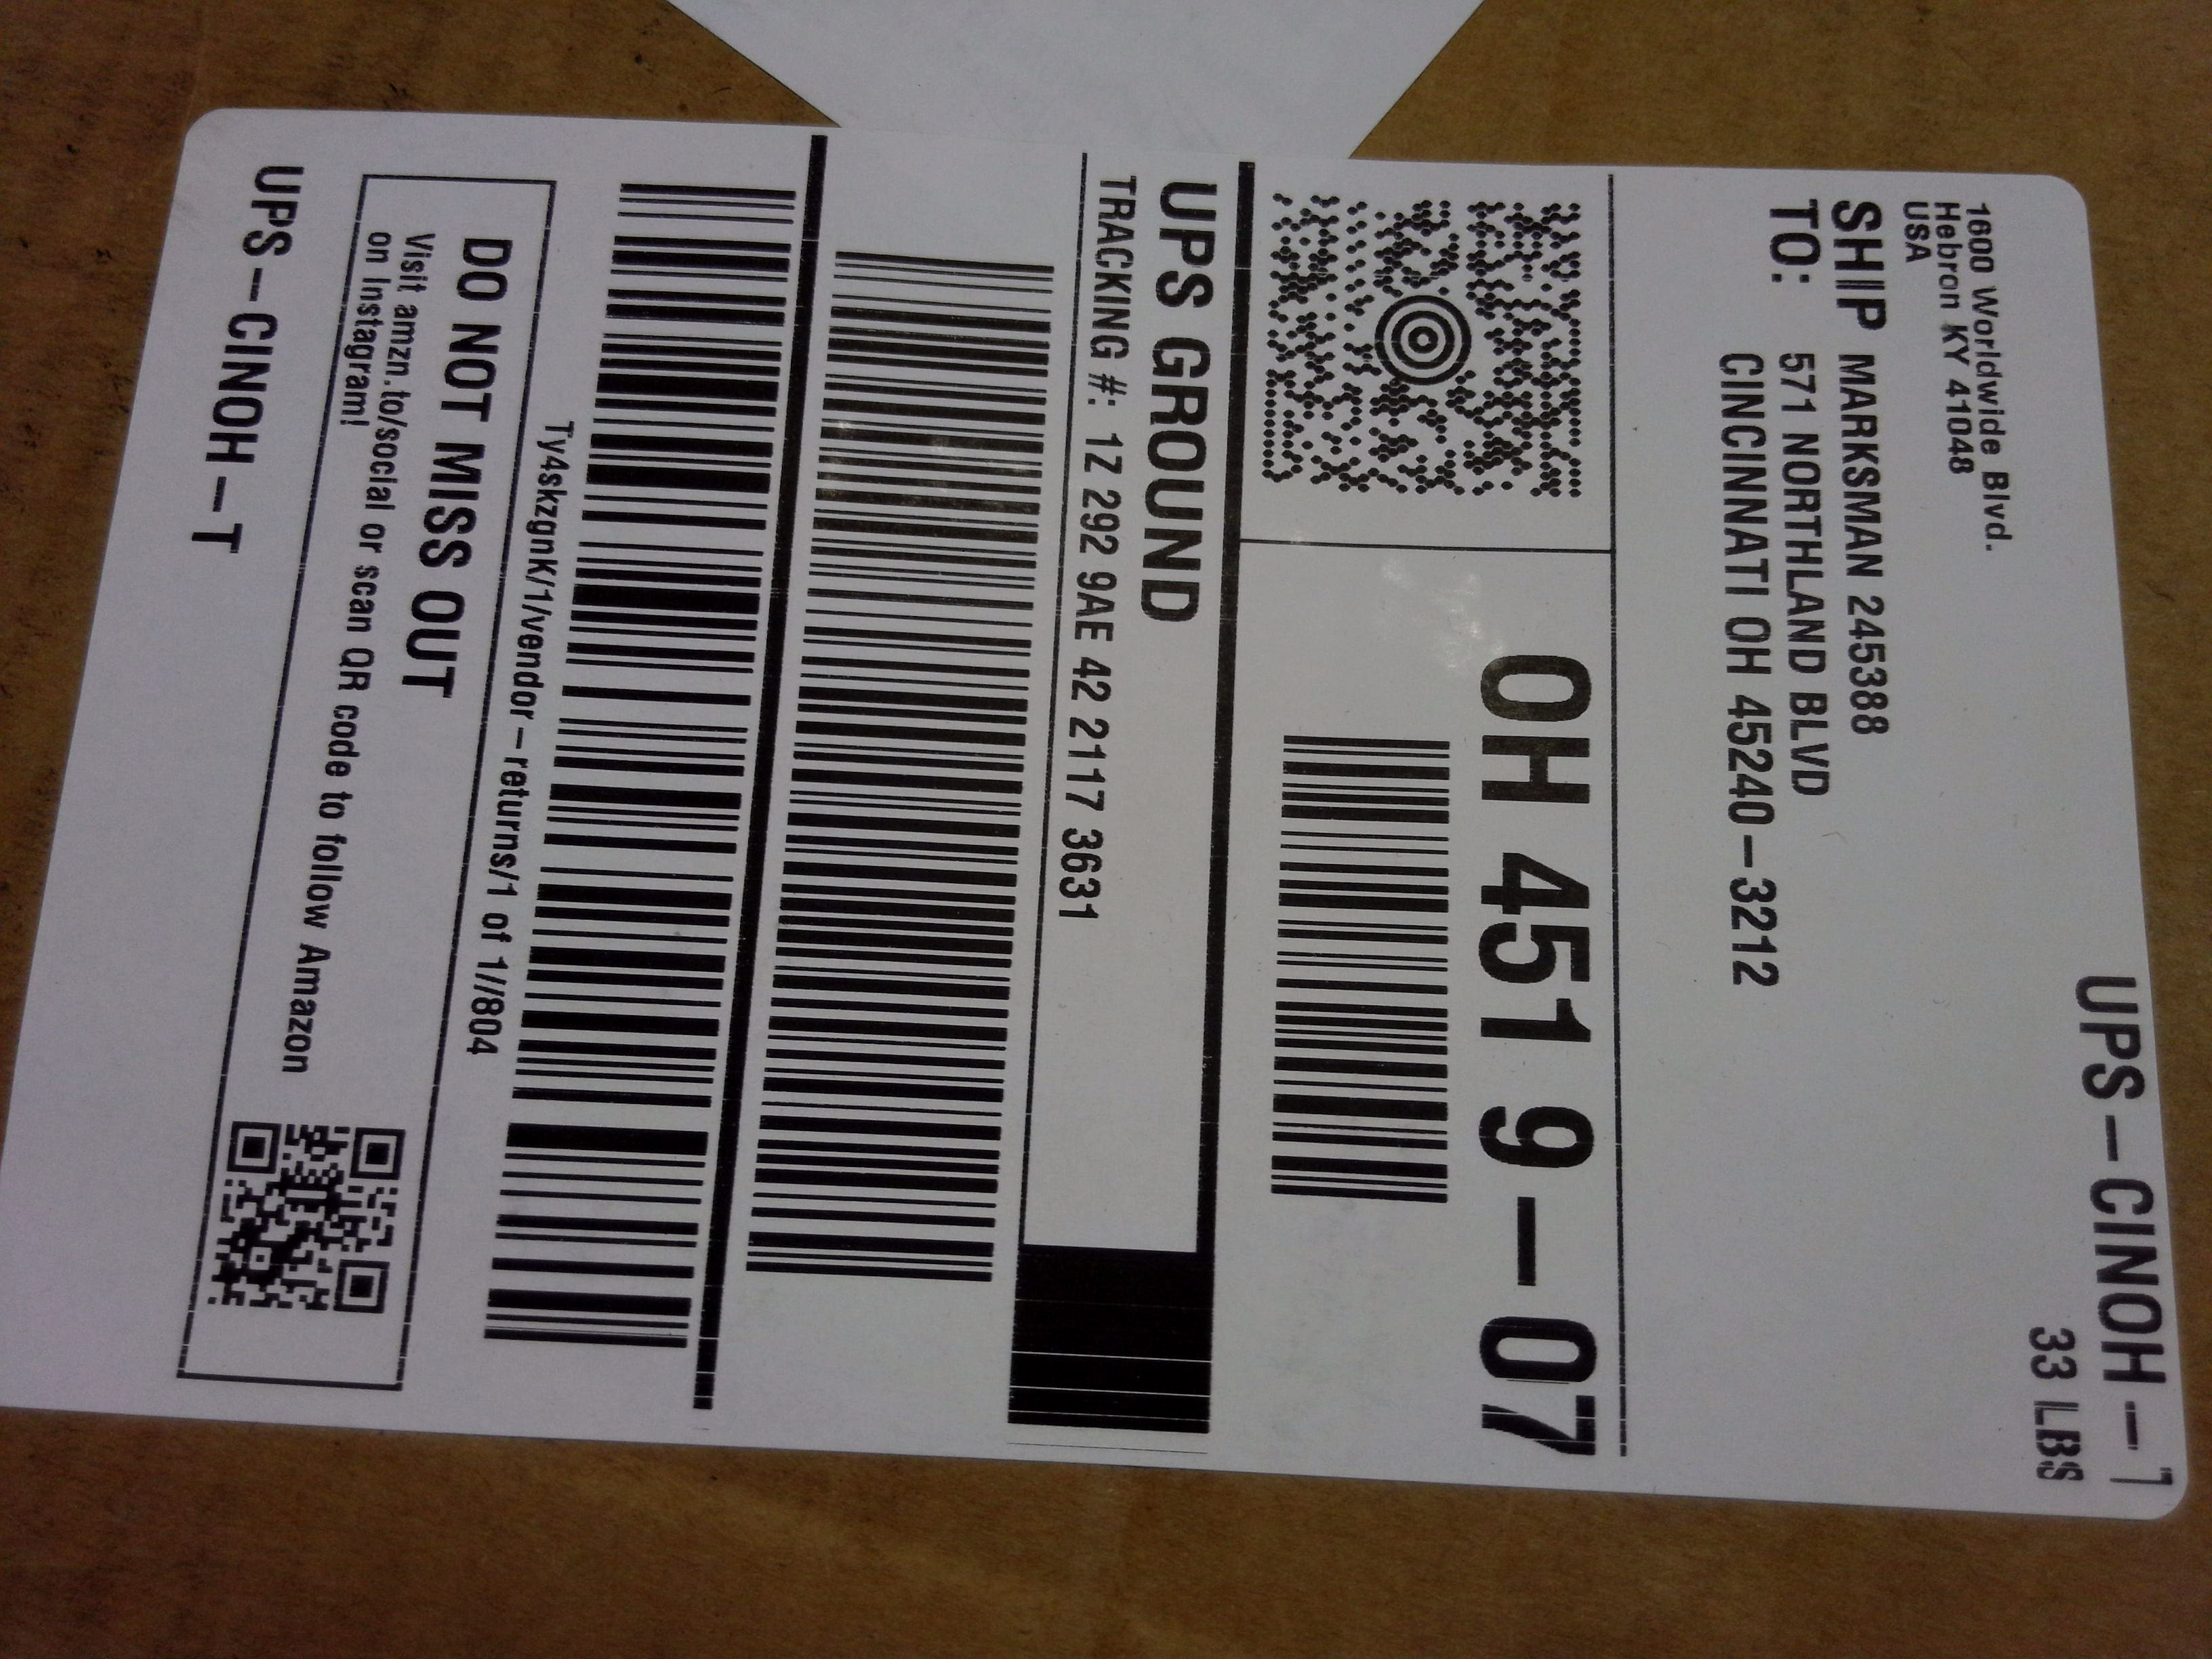 UPS-CINOH-T
33 LBS
1600 Worldwide Blvd.
Hebron KY 41048
USA
SHIP TO:
MARKSMAN 245388
571 NORTHLAND BLVD
CINCINNATI OH 45240-3212
OH 451 9-07
UPS GROUND
TRACKING #: 1Z 292 9AE 42 2117 3631
Ty4skzgnK/1/vendor-returns/1 of 1//804
DO NOT MISS OUT
Visit amzn.to/social or scan QR code to follow Amazon
on Instagram!
UPS-CINOH-T